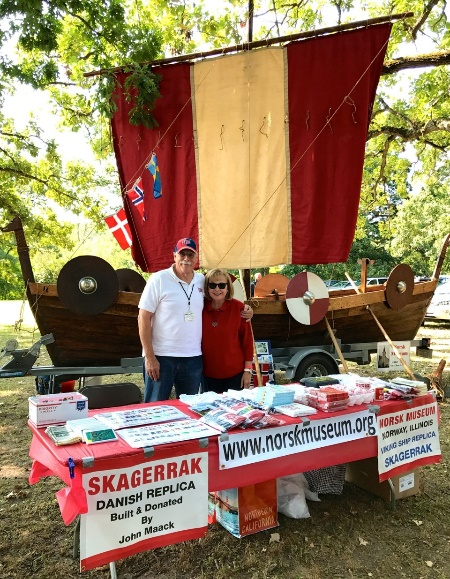 www.norskmuseum.org
NORSK MUSEUM
NORWAY, ILLINOIS
VIKING SHIP REPLICA
SKAGERRAK
SKAGERRAK
DANISH REPLICA
Built & Donated
By
John Maack
CALIFORNIA